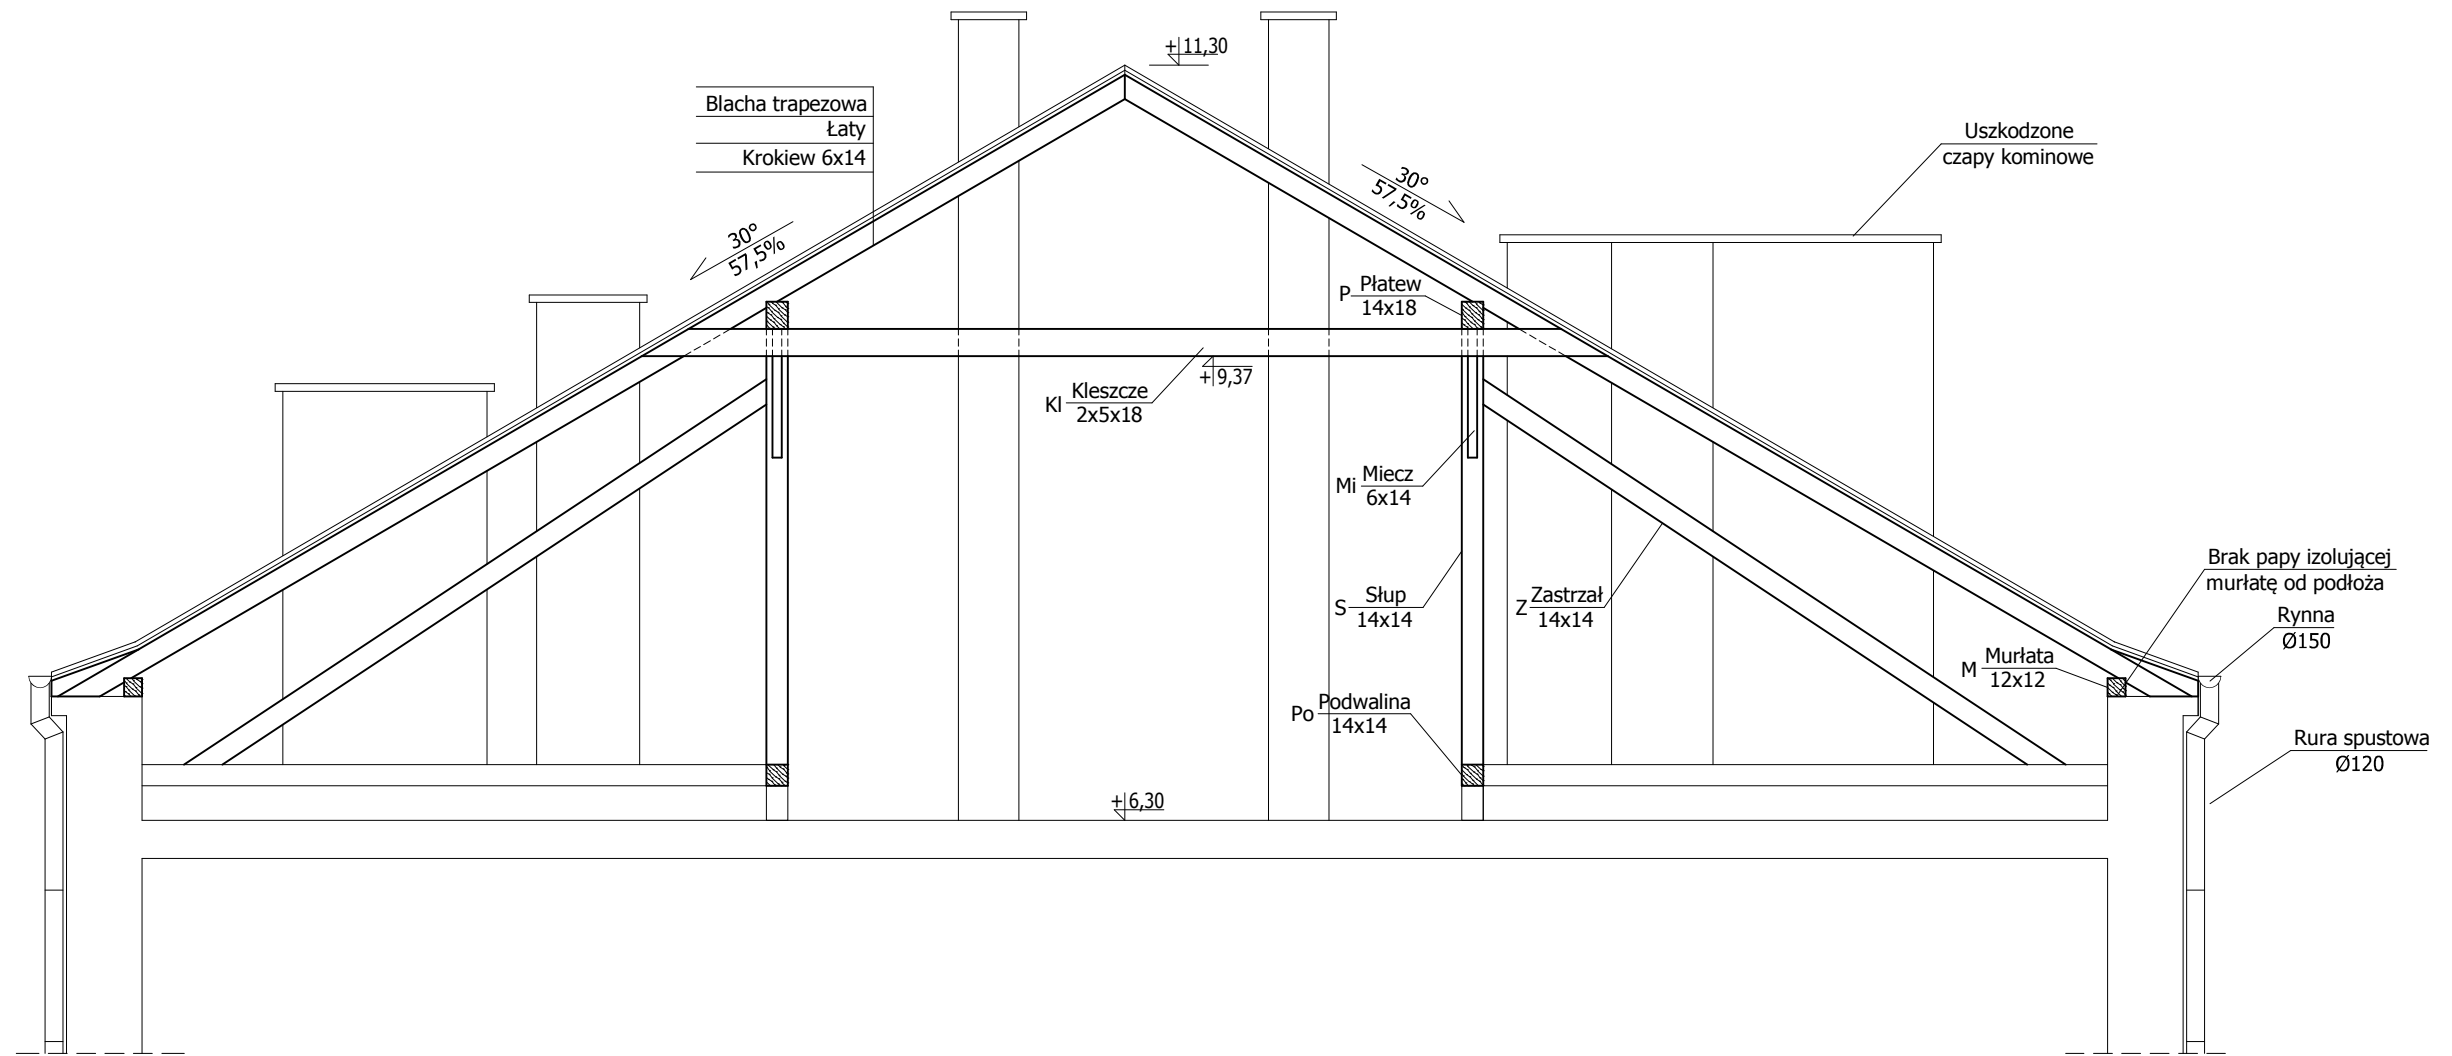 +11,30
Blacha trapezowa
Łaty
Krokiew 6x14
Uszkodzone
czapy kominowe
30°
57,5%
30°
57,5%
P Płatew
14x18
+9,37
Kl Kleszcze
2x5x18
Mi Miecz
6x14
Brak papy izolującej
murłatę od podłoża
S Słup
14x14
Z Zastrzał
14x14
Rynna
Ø150
M Murłata
12x12
Po Podwalina
14x14
Rura spustowa
Ø120
+6,30